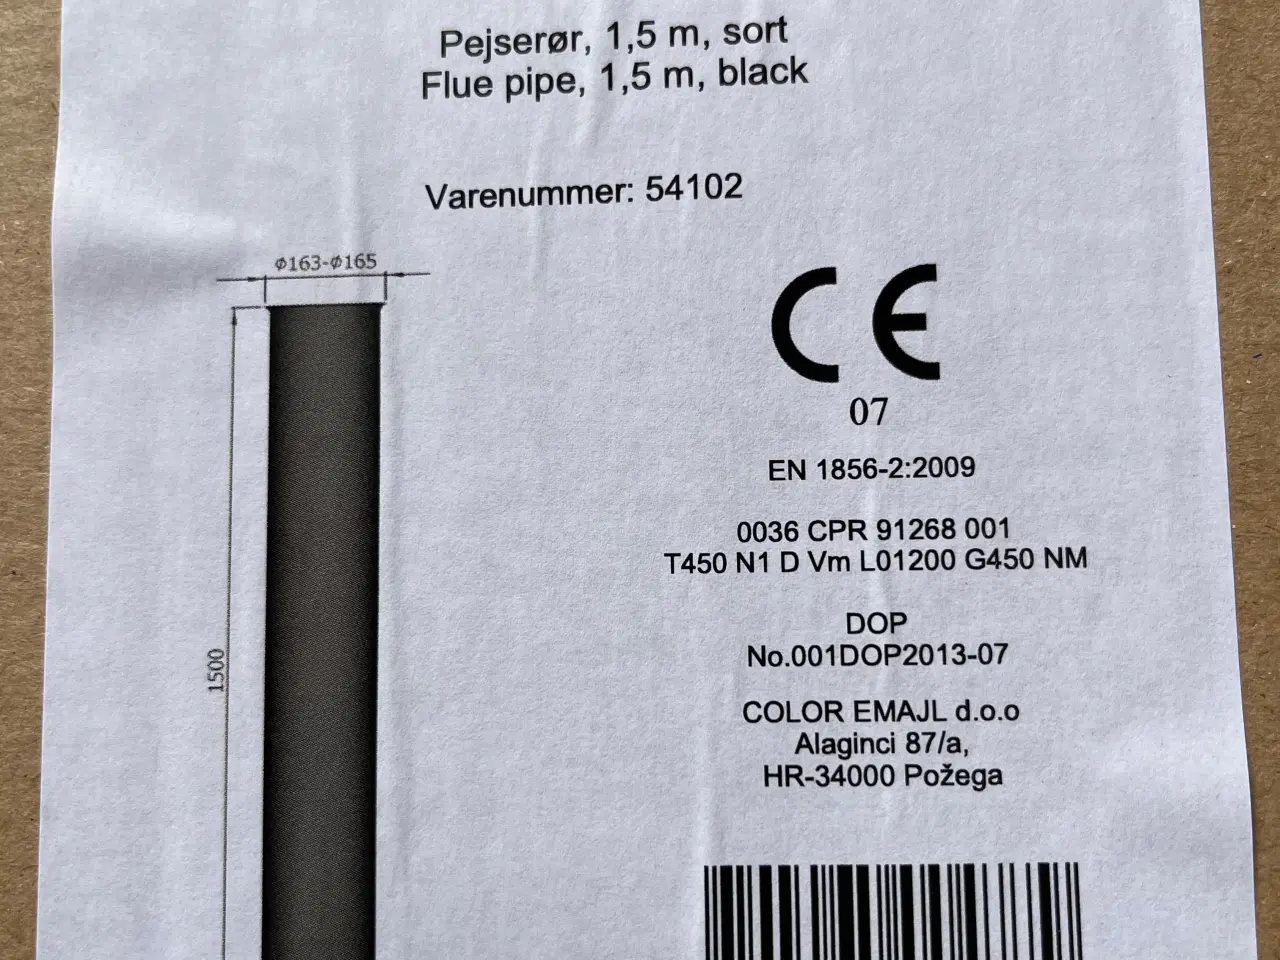 Pejserør, 1,5 m, sort
Flue pipe, 1,5 m, black
Varenummer: 54102
Φ163-Φ165
1500
CE
07
EN 1856-2:2009
0036 CPR 91268 001
T450 N1 D Vm L01200 G450 NM
DOP
No.001DOP2013-07
COLOR EMAJL d.o.o
Alaginci 87/a,
HR-34000 Požega